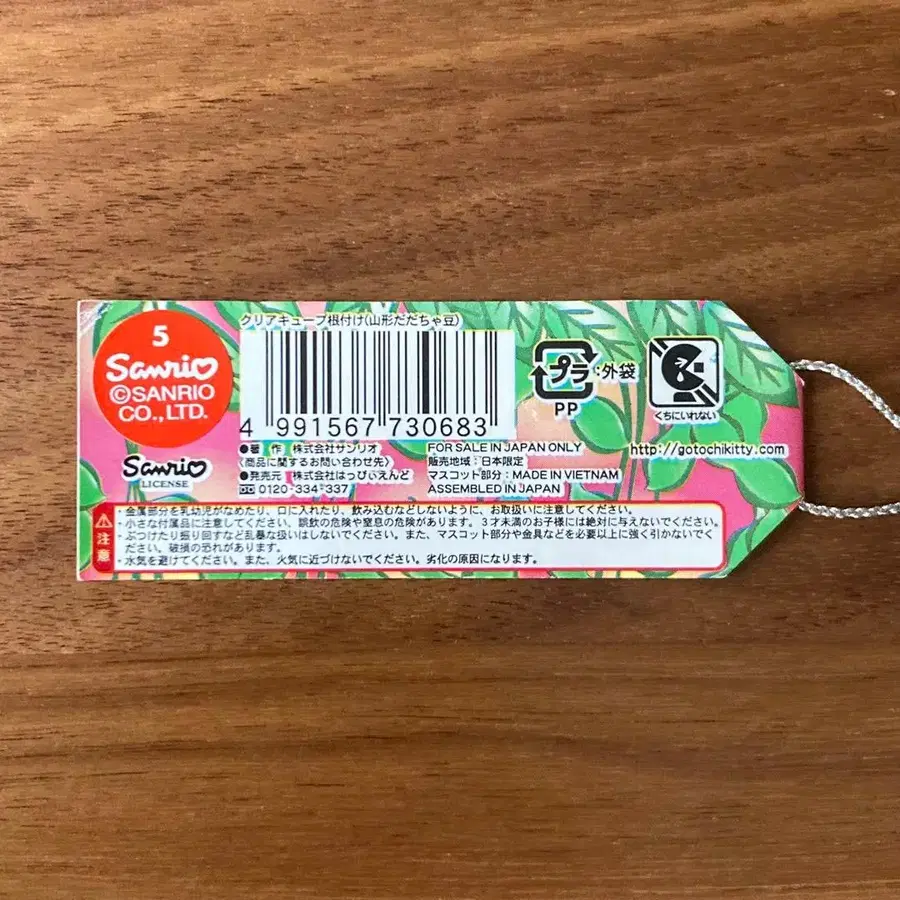 5
Sanrio
©SANRIO
CO., LTD.
Sanrio
LICENSE
クリアキューブ根付け(山形だだちゃ豆)
4 991567 730683
●著 作 株式会社サンリオ
〈商品に関するお問い合わせ先〉
●発売元 株式会社はっぴぃえんど
0120-334-337
FOR SALE IN JAPAN ONLY
販売地域:日本限定
マスコット部分:MADE IN VIETNAM
ASSEMBLED IN JAPAN
プラ
:外袋
PP
くちにいれない
http://gotochikitty.com
注意
・金属部分を乳幼児がなめたり、口に入れたり、飲み込むなどしないように、お取扱いに注意してください。
・小さな付属品に注意してください、誤飲の危険や窒息の危険があります。3才未満のお子様には絶対に与えないでください。
・ぶつけたり振り回すなど乱暴な扱いはしないでください。また、マスコット部分や金具などを必要以上に強く引かないでく
ださい。破損の恐れがあります。
・水気を避けてください。また、火気に近づけないでください。劣化の原因になります。